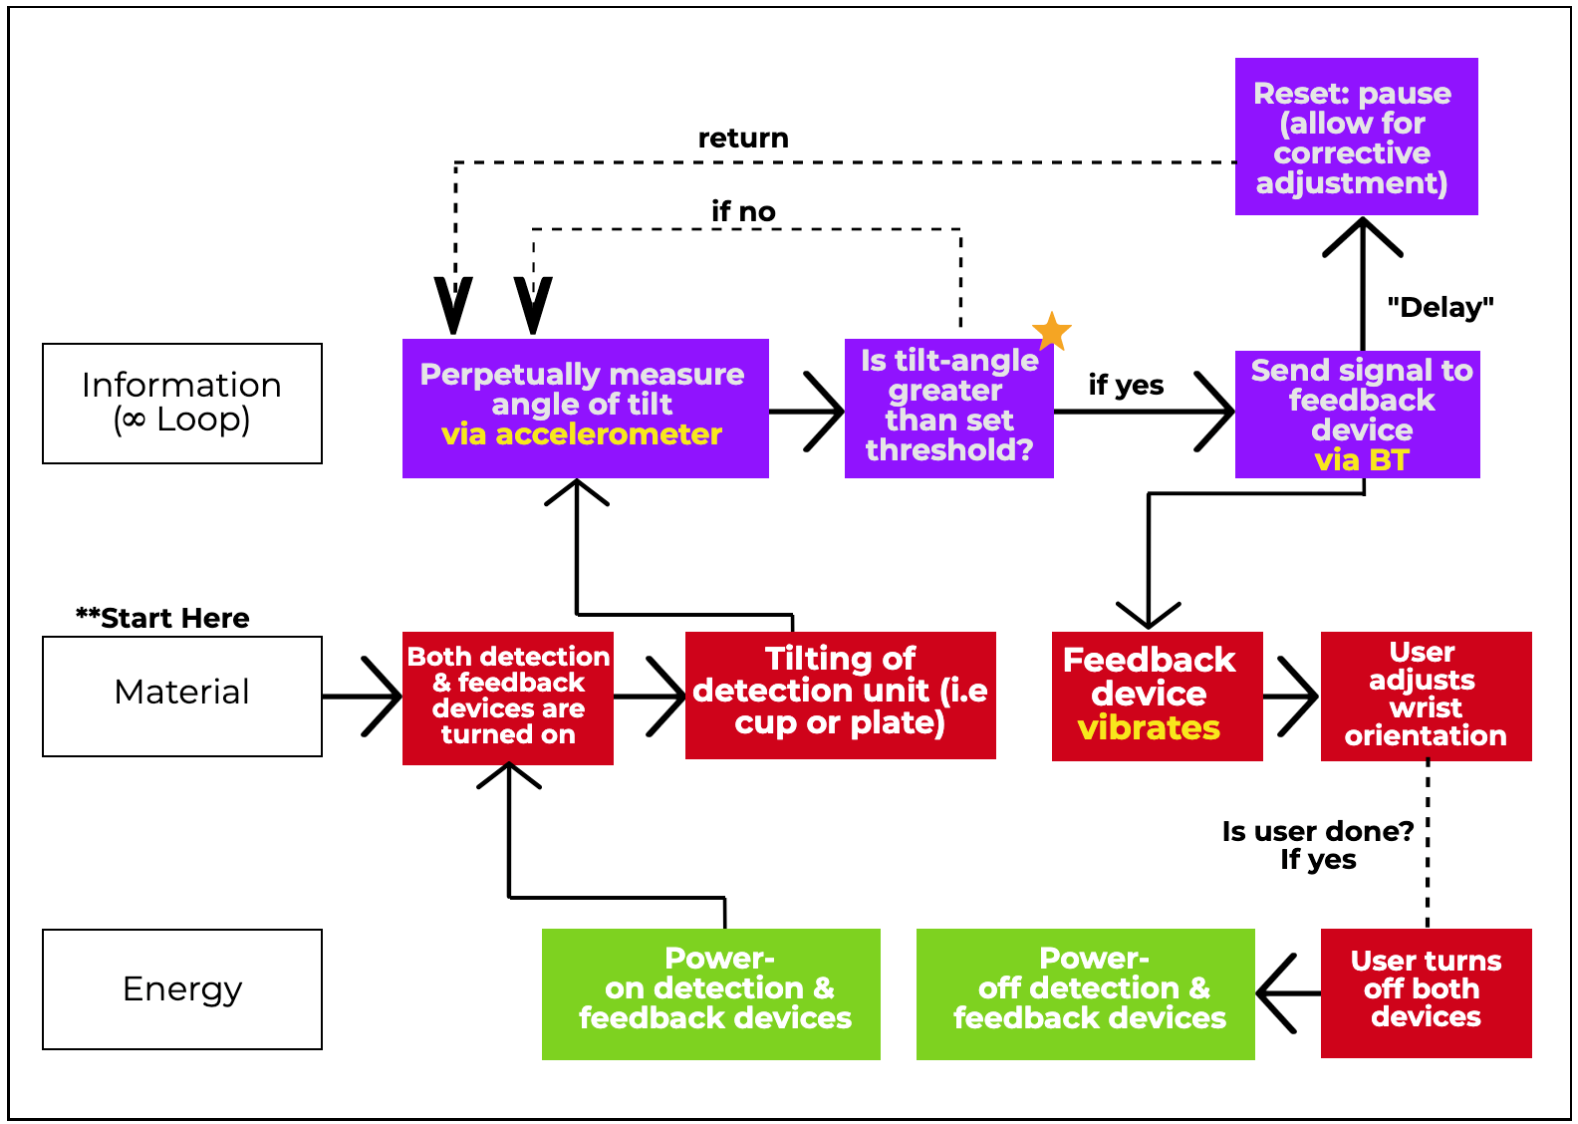 Reset: pause
(allow for
corrective
adjustment)
return
if no
"Delay"
Information
(∞ Loop)
Perpetually measure
angle of tilt
via accelerometer
Is tilt-angle
greater
than set
threshold?
if yes
Send signal to
feedback
device
via BT
**Start Here
Material
Both detection
& feedback
devices are
turned on
Tilting of
detection unit (i.e
cup or plate)
Feedback
device
vibrates
User
adjusts
wrist
orientation
Is user done?
If yes
Energy
Power-
on detection &
feedback devices
Power-
off detection &
feedback devices
User turns
off both
devices